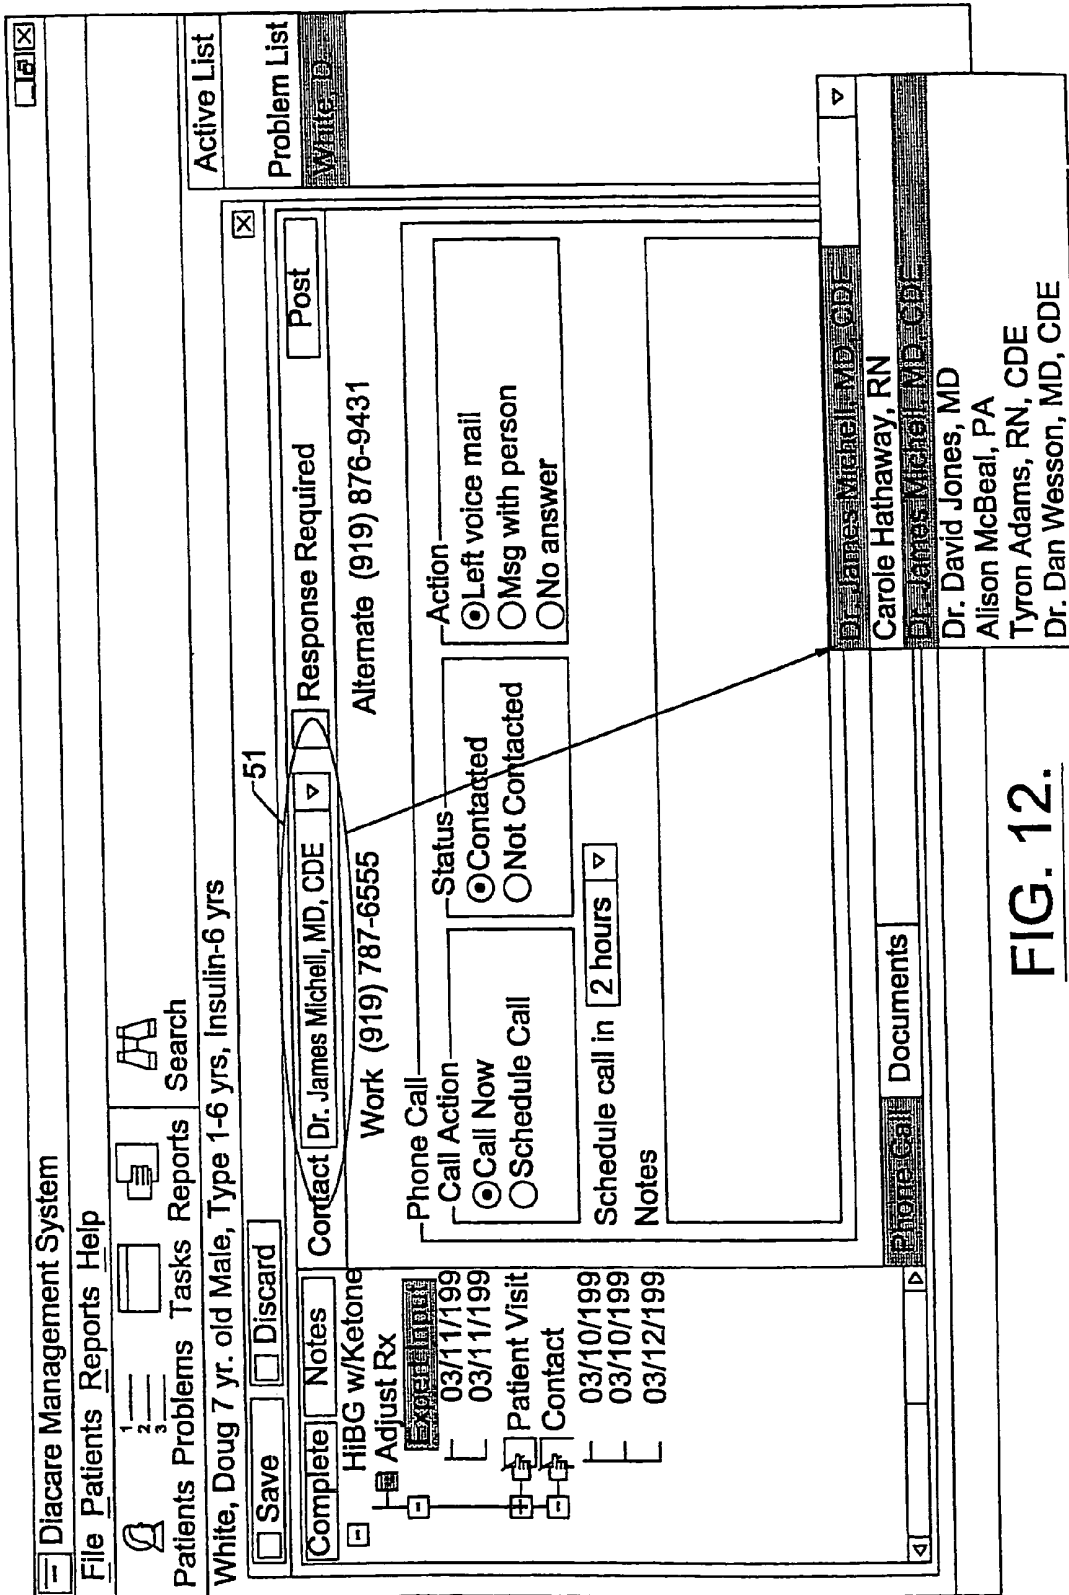 Diacare Management System
File Patients Reports Help
1
2
3
Patients Problems Tasks Reports Search
White, Doug 7 yr. old Male, Type 1-6 yrs, Insulin-6 yrs
Active List
Problem List
White, D
Save Discard
51
Complete Notes
Contact Dr. James Michell, MD, CDE Response Required Post
Work (919) 787-6555 Alternate (919) 876-9431
HiBG w/Ketone
Adjust Rx
Expert Input
03/11/199
03/11/199
Patient Visit
Contact
03/10/199
03/10/199
03/12/199
Phone Call
Call Action
Call Now
Schedule Call
Status
Contacted
Not Contacted
Action
Left voice mail
Msg with person
No answer
Schedule call in 2 hours
Notes
Phone Call Documents
Dr. James Michell, MD, CDE
Carole Hathaway, RN
Dr. James Michell, MD, CDE
Dr. David Jones, MD
Alison McBeal, PA
Tyron Adams, RN, CDE
Dr. Dan Wesson, MD, CDE
FIG. 12.